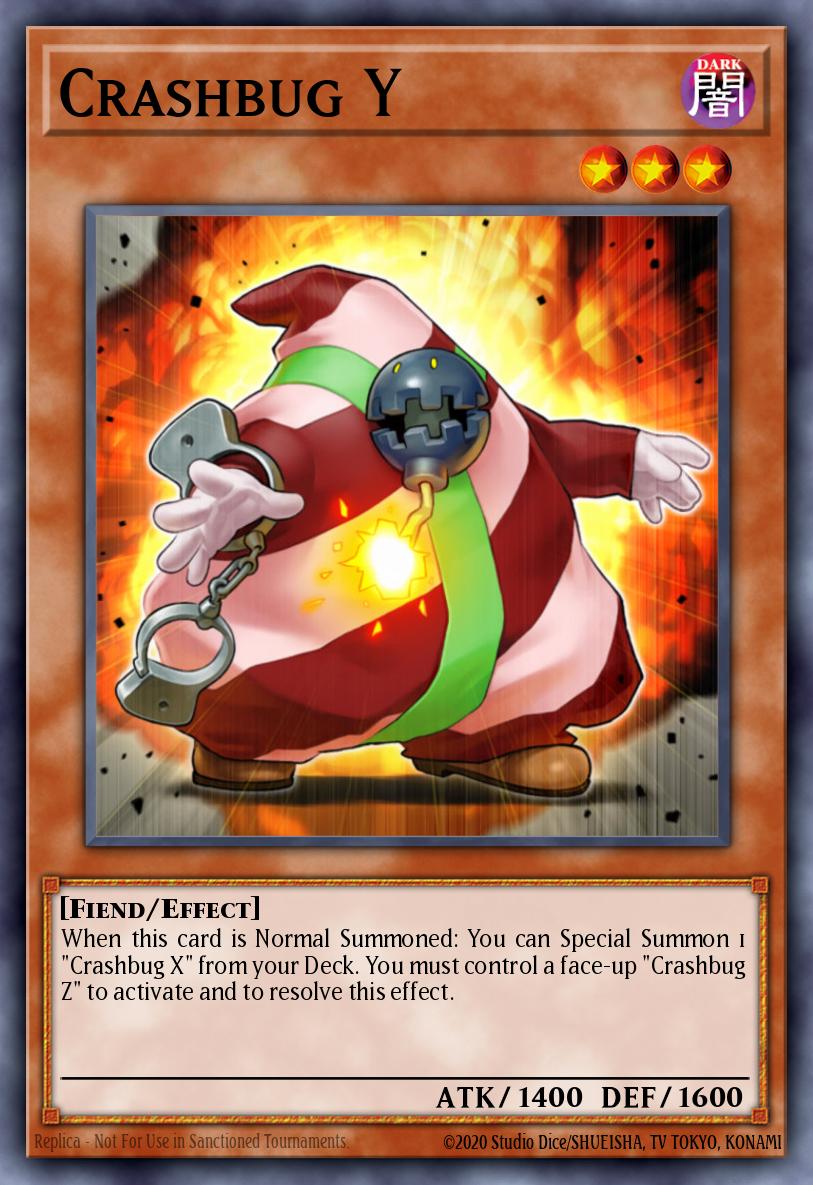 Crashbug Y
DARK
闇
[Fiend/Effect]
When this card is Normal Summoned: You can Special Summon 1
"Crashbug X" from your Deck. You must control a face-up "Crashbug
Z" to activate and to resolve this effect.
ATK/1400 DEF/1600
Replica - Not For Use in Sanctioned Tournaments.
©2020 Studio Dice/SHUEISHA, TV TOKYO, KONAMI